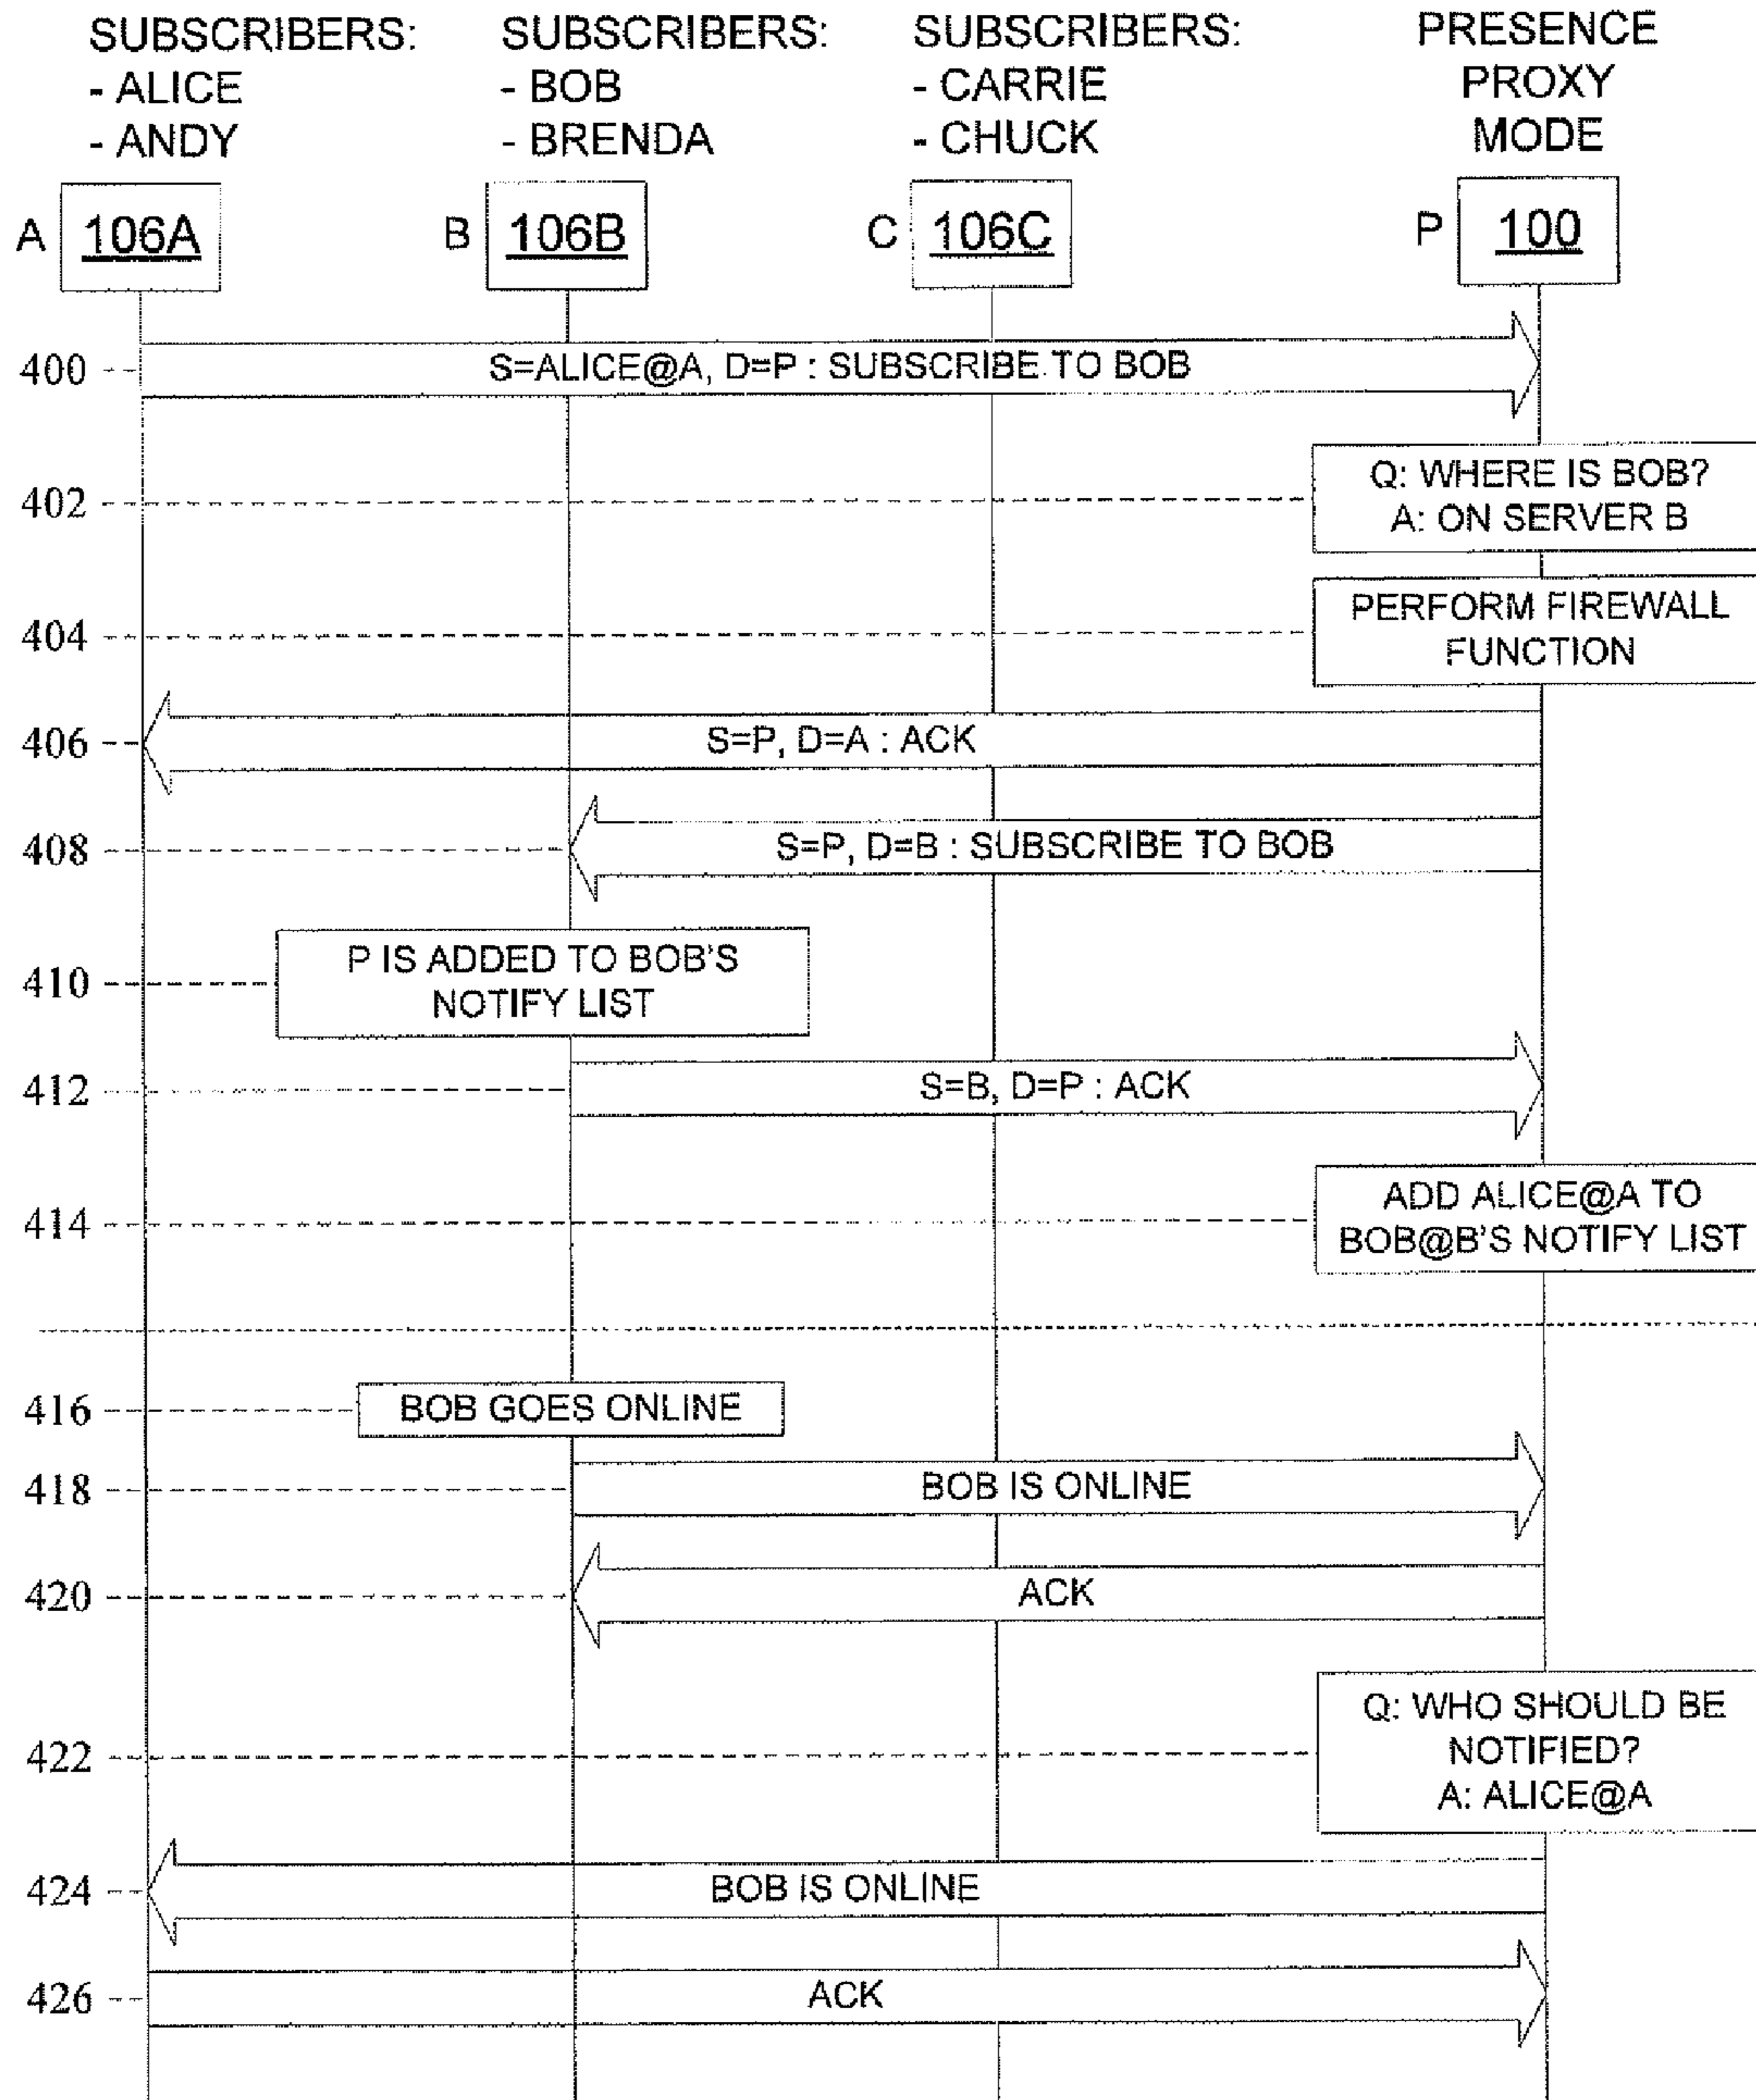 SUBSCRIBERS:
- ALICE
- ANDY
SUBSCRIBERS:
- BOB
- BRENDA
SUBSCRIBERS:
- CARRIE
- CHUCK
PRESENCE
PROXY
MODE
A 106A
B 106B
C 106C
P 100
400
S=ALICE@A, D=P : SUBSCRIBE TO BOB
402
Q: WHERE IS BOB?
A: ON SERVER B
404
PERFORM FIREWALL
FUNCTION
406
S=P, D=A : ACK
408
S=P, D=B : SUBSCRIBE TO BOB
410
P IS ADDED TO BOB'S
NOTIFY LIST
412
S=B, D=P : ACK
414
ADD ALICE@A TO
BOB@B'S NOTIFY LIST
416
BOB GOES ONLINE
418
BOB IS ONLINE
420
ACK
422
Q: WHO SHOULD BE
NOTIFIED?
A: ALICE@A
424
BOB IS ONLINE
426
ACK